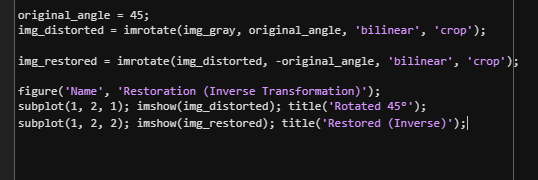 original_angle = 45;
img_distorted = imrotate(img_gray, original_angle, 'bilinear', 'crop');
img_restored = imrotate(img_distorted, -original_angle, 'bilinear', 'crop');
figure('Name', 'Restoration (Inverse Transformation)');
subplot(1, 2, 1); imshow(img_distorted); title('Rotated 45°');
subplot(1, 2, 2); imshow(img_restored); title('Restored (Inverse)');